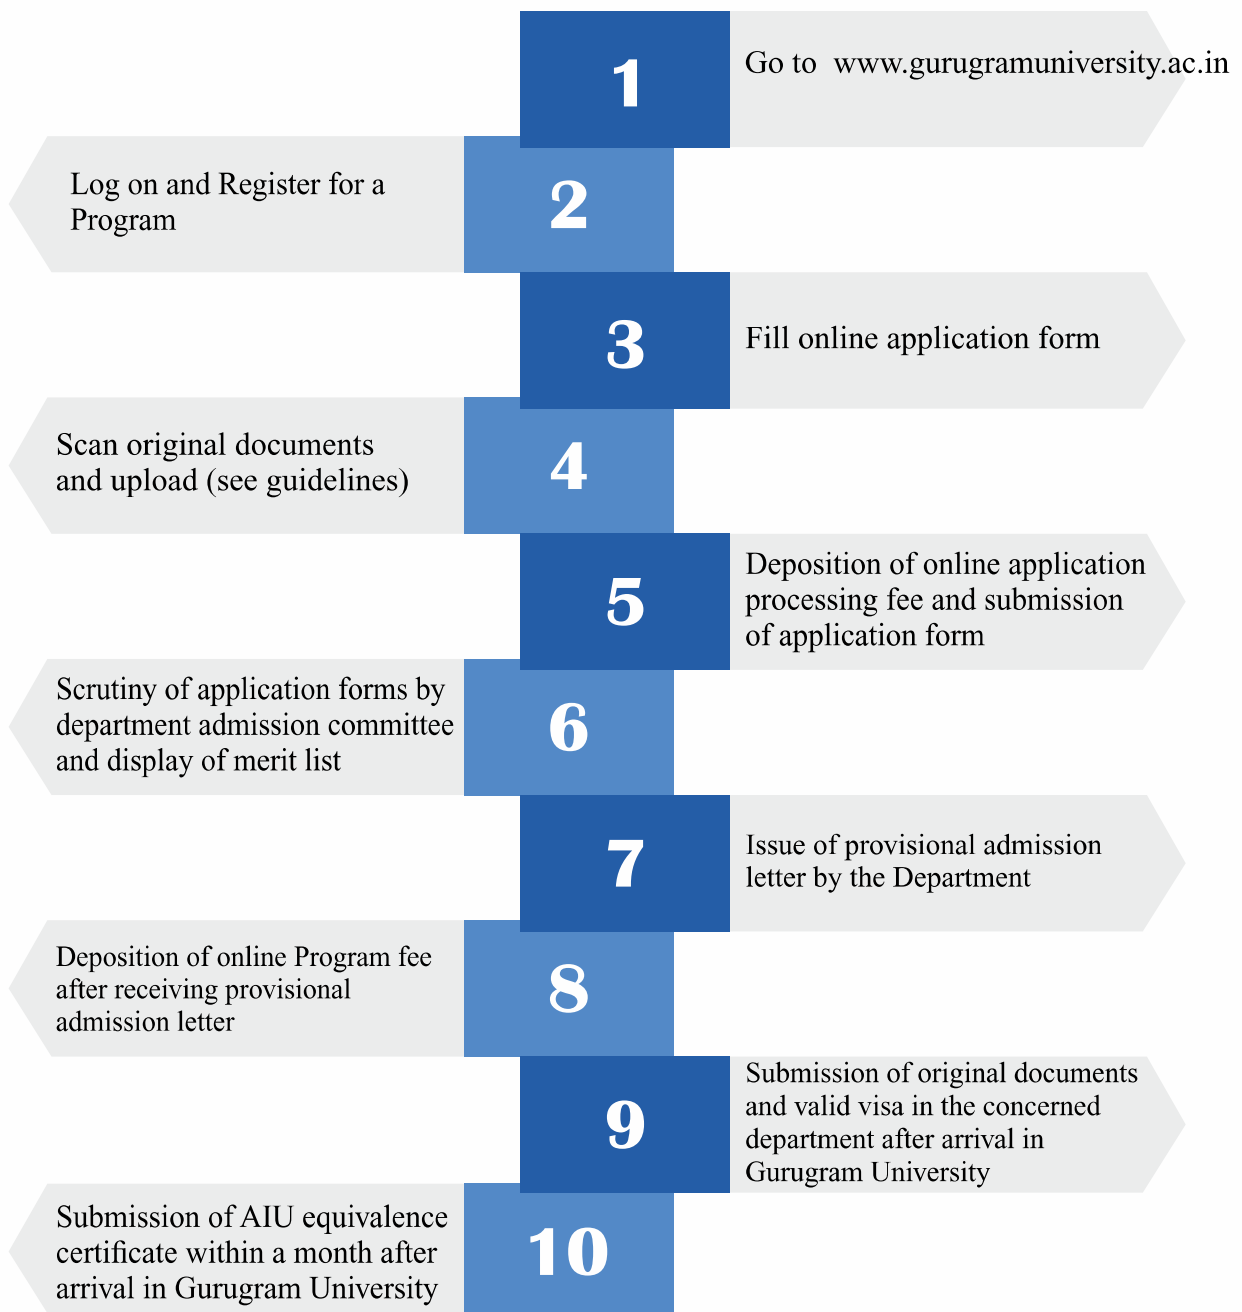 1
Go to www.gurugramuniversity.ac.in
2
Log on and Register for a
Program
3
Fill online application form
4
Scan original documents
and upload (see guidelines)
5
Deposition of online application
processing fee and submission
of application form
6
Scrutiny of application forms by
department admission committee
and display of merit list
7
Issue of provisional admission
letter by the Department
8
Deposition of online Program fee
after receiving provisional
admission letter
9
Submission of original documents
and valid visa in the concerned
department after arrival in
Gurugram University
10
Submission of AIU equivalence
certificate within a month after
arrival in Gurugram University